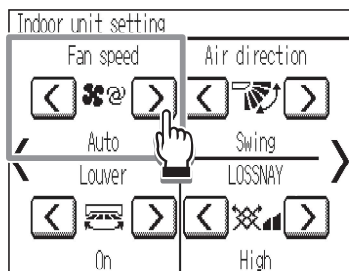 Indoor unit setting
Fan speed
Air direction
Auto
Swing
Louver
LOSSNAY
On
High